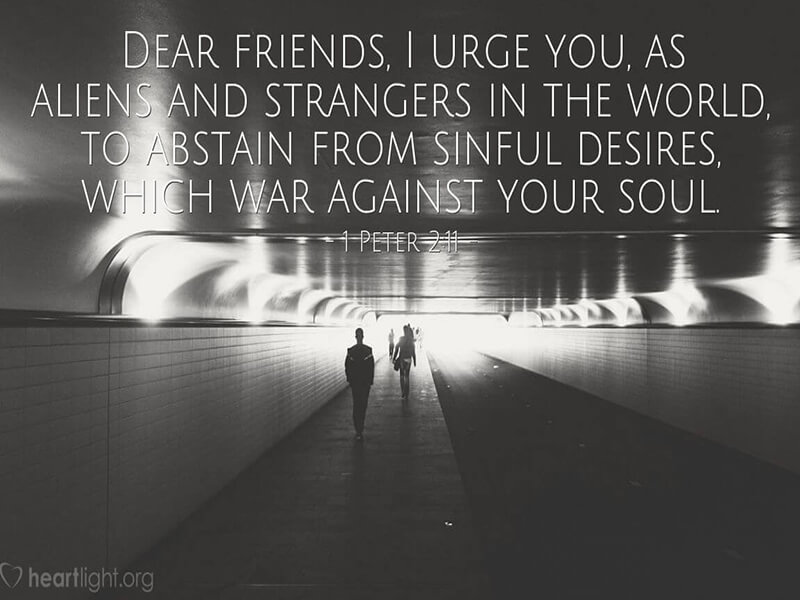 DEAR FRIENDS, I URGE YOU, AS
ALIENS AND STRANGERS IN THE WORLD,
TO ABSTAIN FROM SINFUL DESIRES,
WHICH WAR AGAINST YOUR SOUL.
- 1 PETER 2:11 -
heartlight.org